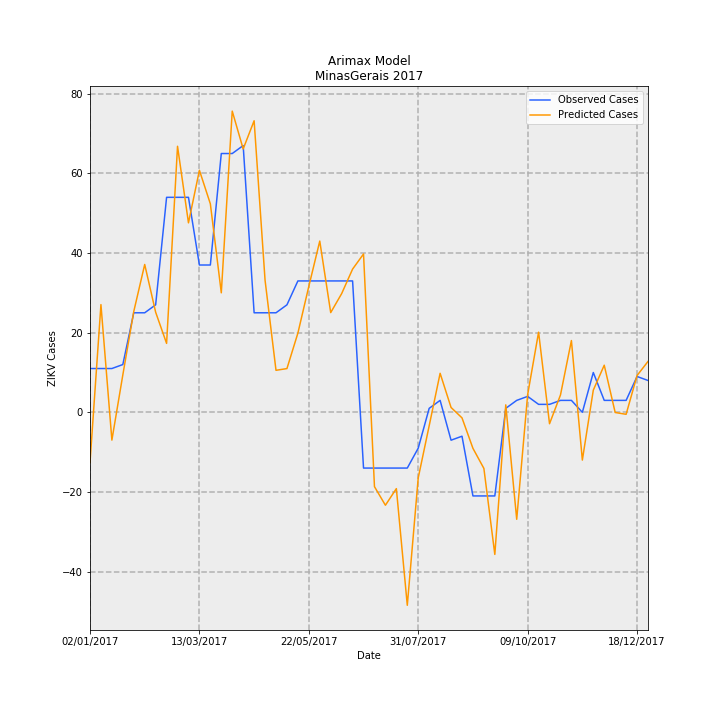 Arimax Model
MinasGerais 2017
Observed Cases
Predicted Cases
80
60
40
20
0
−20
−40
ZIKV Cases
02/01/2017 13/03/2017 22/05/2017 31/07/2017 09/10/2017 18/12/2017
Date